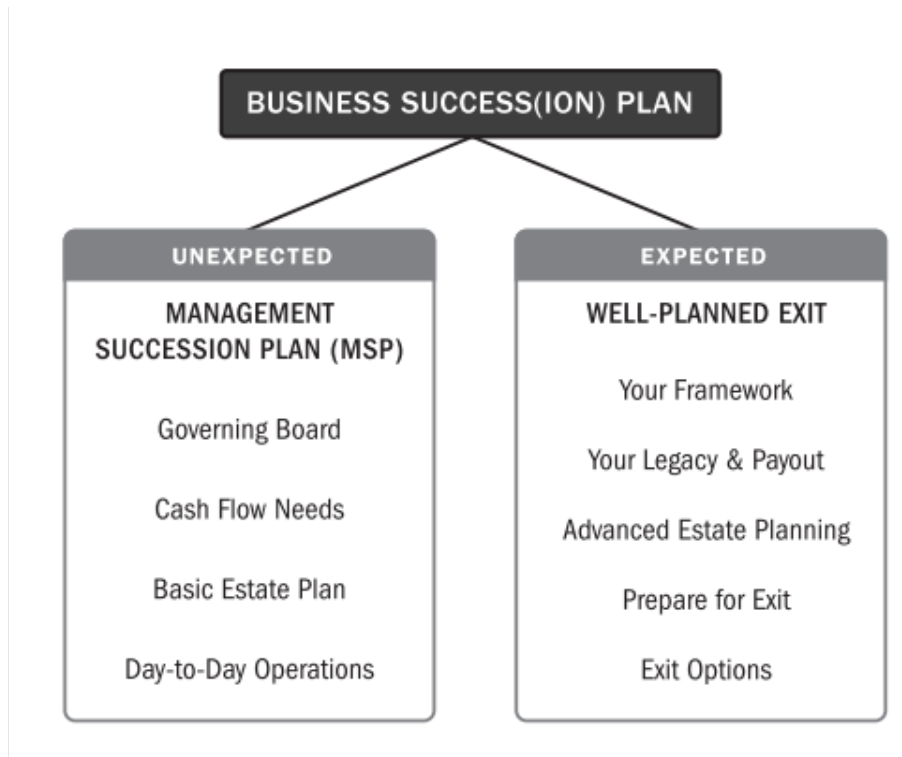 BUSINESS SUCCESS(ION) PLAN
UNEXPECTED
MANAGEMENT
SUCCESSION PLAN (MSP)
Governing Board
Cash Flow Needs
Basic Estate Plan
Day-to-Day Operations
EXPECTED
WELL-PLANNED EXIT
Your Framework
Your Legacy & Payout
Advanced Estate Planning
Prepare for Exit
Exit Options